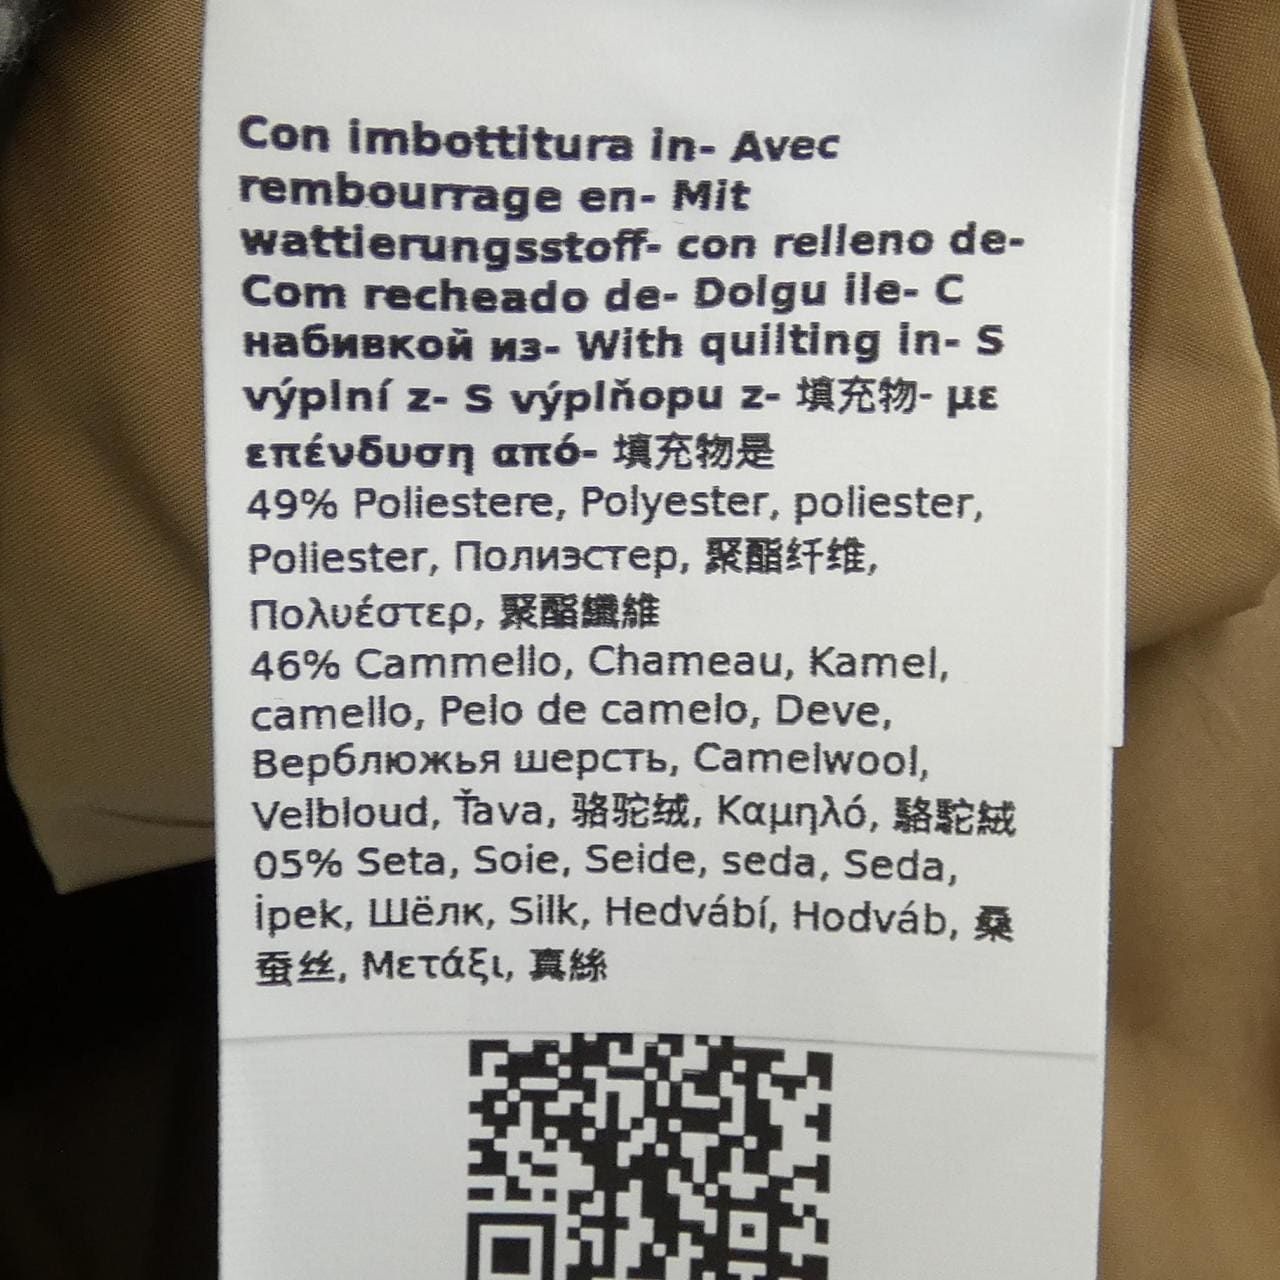 Con imbottitura in- Avec
rembourrage en- Mit
wattierungsstoff- con relleno de-
Com recheado de- Dolgu ile- C
набивкой из- With quilting in- S
výplní z- S výplňopu z- 填充物- με
επένδυση από- 填充物是
49% Poliestere, Polyester, poliester,
Poliester, Полиэстер, 聚酯纤维,
Πολυέστερ, 聚酯纖維
46% Cammello, Chameau, Kamel,
camello, Pelo de camelo, Deve,
Верблюжья шерсть, Camelwool,
Velbloud, Ťava, 骆驼绒, Καμηλό, 駱駝絨
05% Seta, Soie, Seide, seda, Seda,
İpek, Шёлк, Silk, Hedvábí, Hodváb, 桑
蚕丝, Μετάξι, 真絲